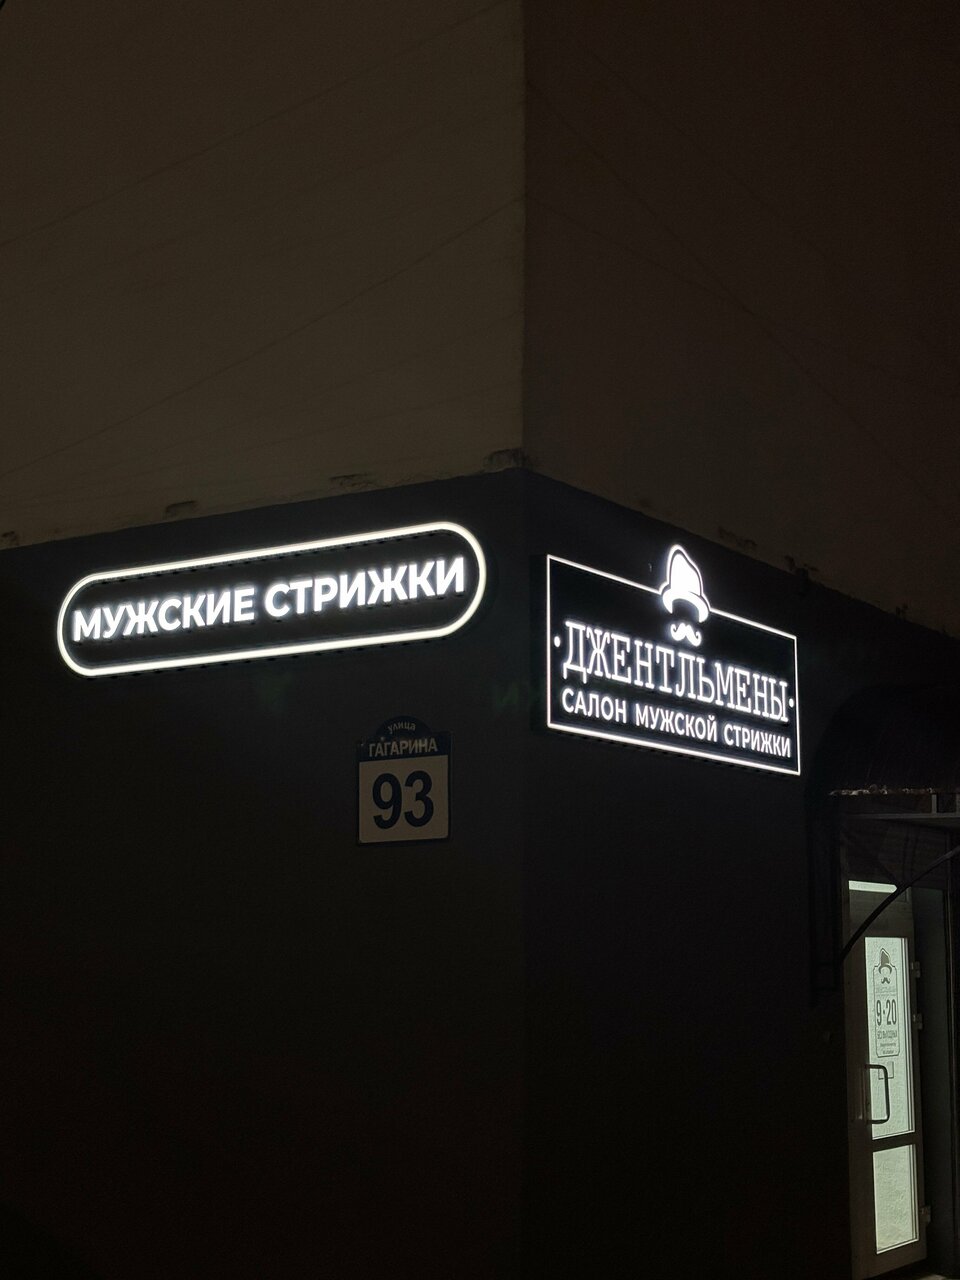 МУЖСКИЕ СТРИЖКИ
ДЖЕНТЛЬМЕНЫ
САЛОН МУЖСКОЙ СТРИЖКИ
улица
ГАГАРИНА
93
9-20